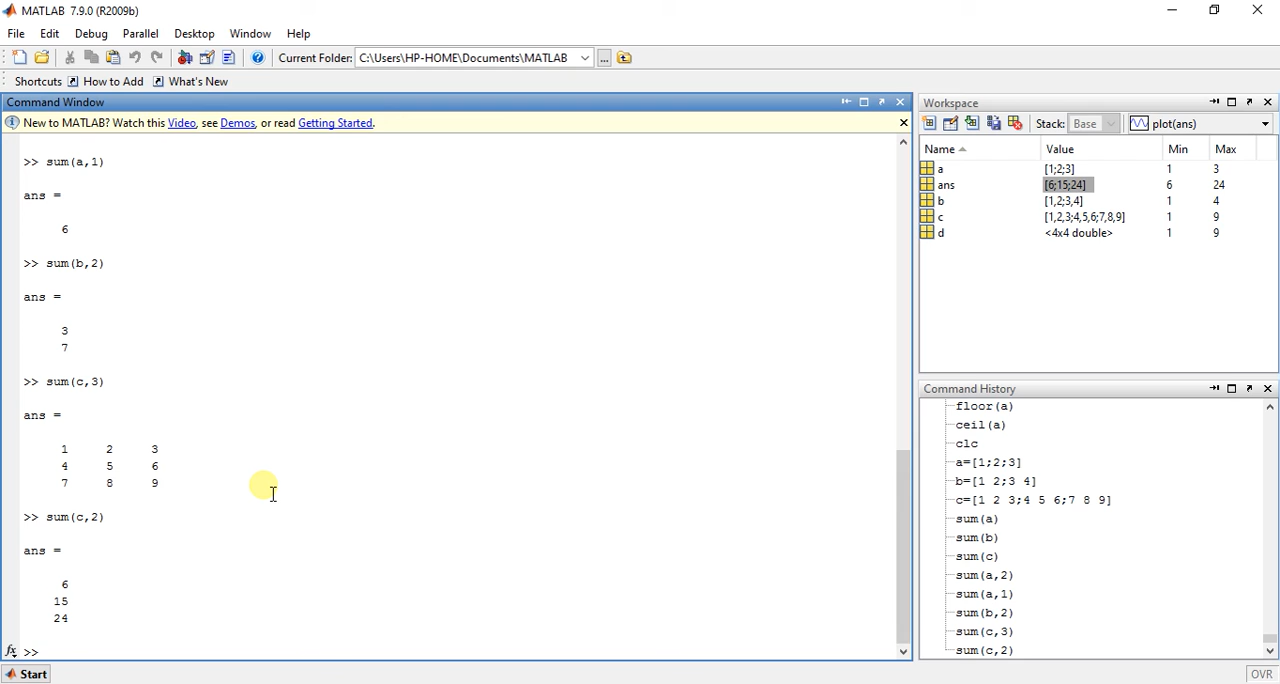 MATLAB 7.9.0 (R2009b)
File Edit Debug Parallel Desktop Window Help
Current Folder: C:\Users\HP-HOME\Documents\MATLAB ...
Shortcuts How to Add What's New
Command Window
New to MATLAB? Watch this Video, see Demos, or read Getting Started.
>> sum(a,1)
ans =
6
>> sum(b,2)
ans =
3
7
>> sum(c,3)
ans =
1 2 3
4 5 6
7 8 9
>> sum(c,2)
ans =
6
15
24
fx >>
Workspace
Stack: Base plot(ans)
Name Value Min Max
a [1;2;3] 1 3
ans [6;15;24] 6 24
b [1,2;3,4] 1 4
c [1,2,3;4,5,6;7,8,9] 1 9
d <4x4 double> 1 9
Command History
floor(a)
ceil(a)
clc
a=[1;2;3]
b=[1 2;3 4]
c=[1 2 3;4 5 6;7 8 9]
sum(a)
sum(b)
sum(c)
sum(a,2)
sum(a,1)
sum(b,2)
sum(c,3)
sum(c,2)
Start
OVR